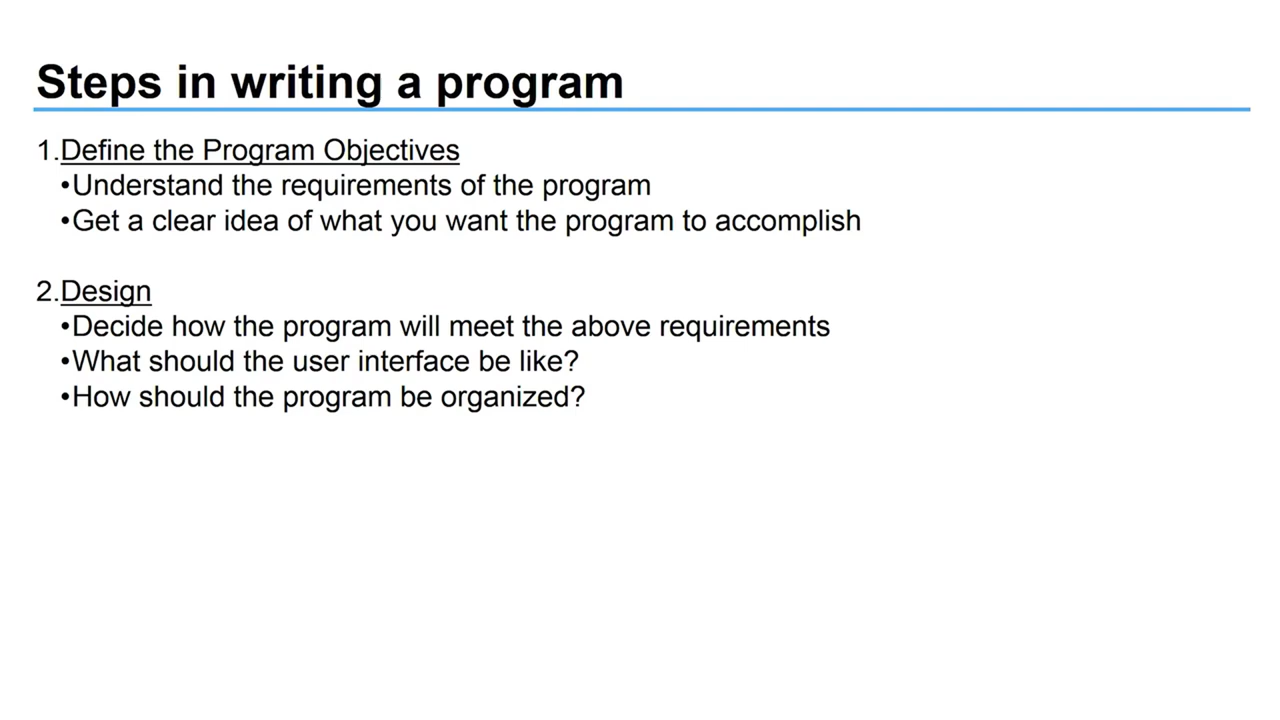 Steps in writing a program
1.Define the Program Objectives
•Understand the requirements of the program
•Get a clear idea of what you want the program to accomplish
2.Design
•Decide how the program will meet the above requirements
•What should the user interface be like?
•How should the program be organized?